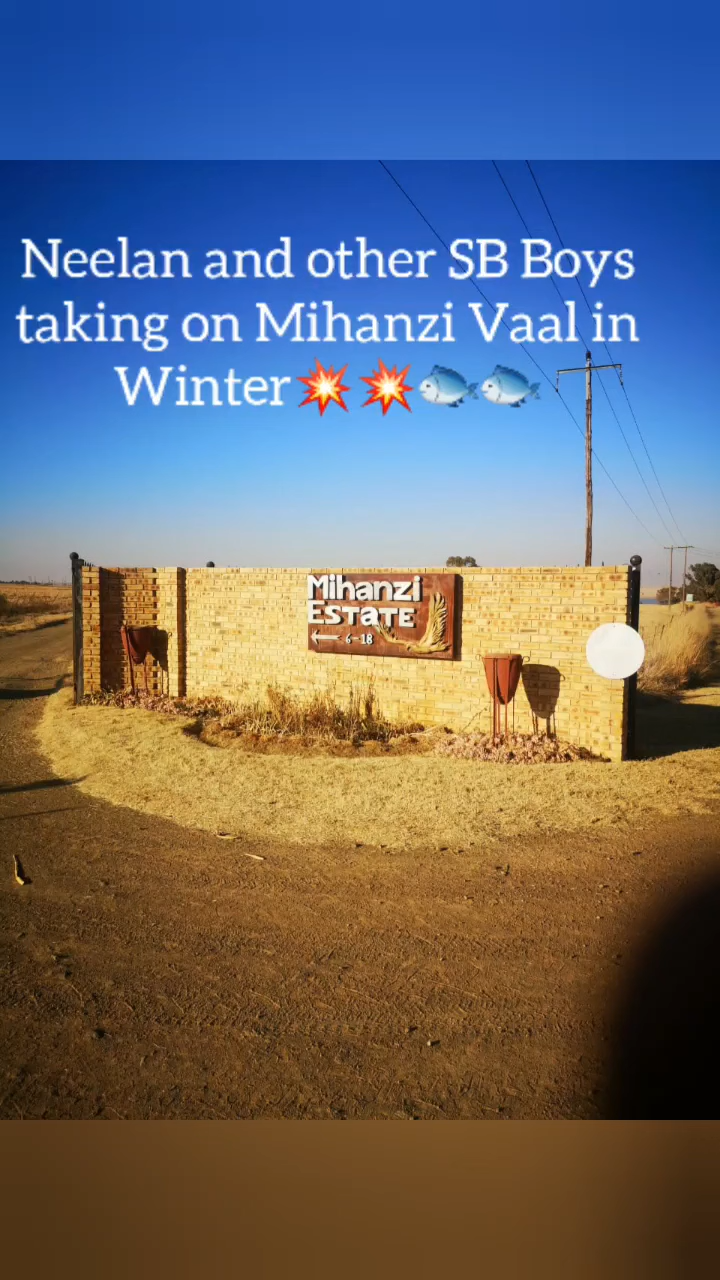 Neelan and other SB Boys
taking on Mihanzi Vaal in
Winter💥💥🐟🐟
Mihanzi
Estate
← 6-18